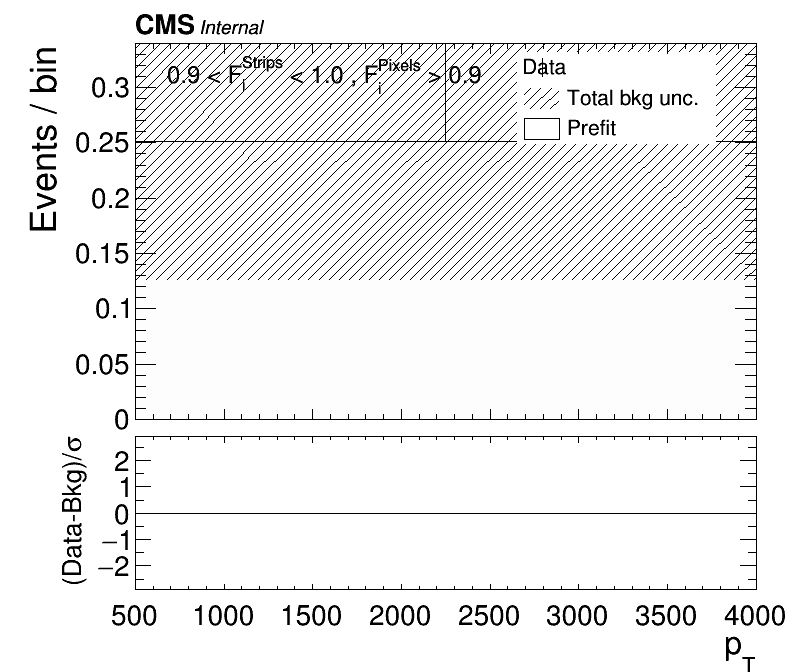 CMS Internal
Events / bin
0.9 < F_i^Strips < 1.0 , F_i^Pixels > 0.9
Data
Total bkg unc.
Prefit
0.3
0.25
0.2
0.15
0.1
0.05
0
(Data-Bkg)/σ
2
1
0
−1
−2
500 1000 1500 2000 2500 3000 3500 4000
p_T